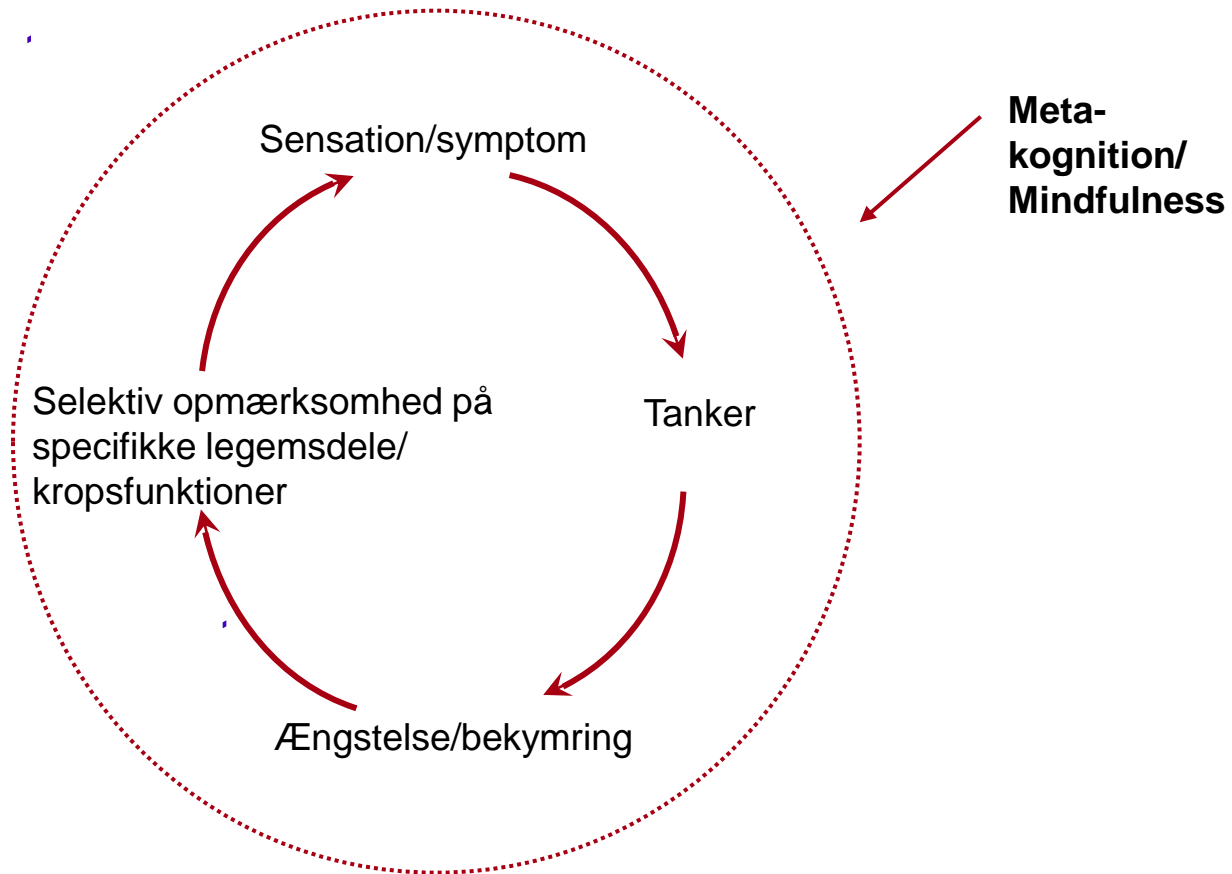 Sensation/symptom
Meta-
kognition/
Mindfulness
Selektiv opmærksomhed på
specifikke legemsdele/
kropsfunktioner
Tanker
Ængstelse/bekymring